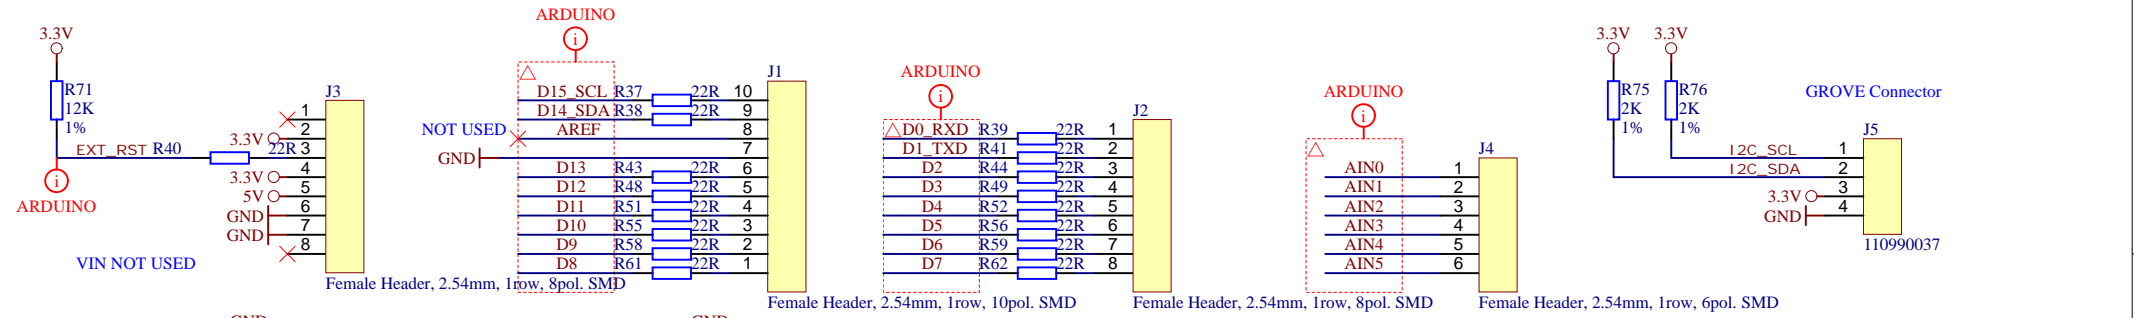 3.3V
R71
12K
1%
EXT_RST R40
22R
ARDUINO
VIN NOT USED
J3
1
3.3V 2
3
3.3V 4
5V 5
GND 6
GND 7
8
Female Header, 2.54mm, 1row, 8pol. SMD
ARDUINO
i
J1
D15_SCL R37 22R 10
D14_SDA R38 22R 9
NOT USED AREF 8
GND 7
D13 R43 22R 6
D12 R48 22R 5
D11 R51 22R 4
D10 R55 22R 3
D9 R58 22R 2
D8 R61 22R 1
Female Header, 2.54mm, 1row, 10pol. SMD
ARDUINO
i
J2
D0_RXD R39 22R 1
D1_TXD R41 22R 2
D2 R44 22R 3
D3 R49 22R 4
D4 R52 22R 5
D5 R56 22R 6
D6 R59 22R 7
D7 R62 22R 8
Female Header, 2.54mm, 1row, 8pol. SMD
ARDUINO
i
J4
AIN0 1
AIN1 2
AIN2 3
AIN3 4
AIN4 5
AIN5 6
Female Header, 2.54mm, 1row, 6pol. SMD
3.3V 3.3V
R75 R76
2K 2K
1% 1%
GROVE Connector
J5
I2C_SCL 1
I2C_SDA 2
3.3V 3
GND 4
110990037